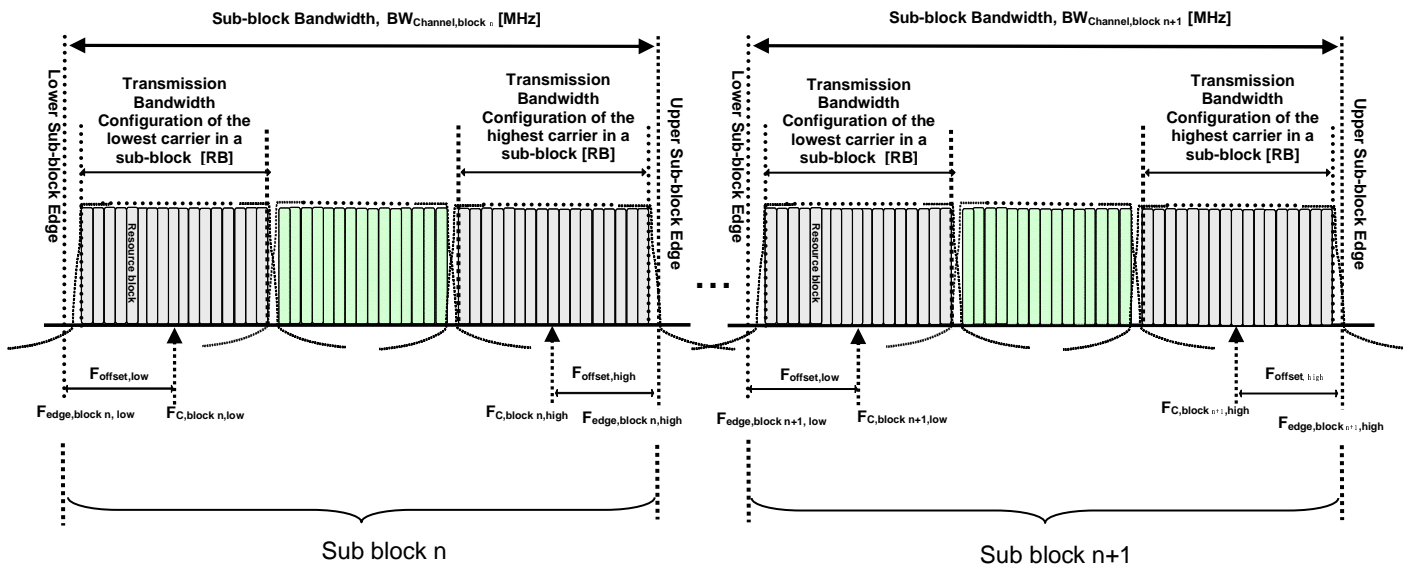 Sub-block Bandwidth, BWChannel,block n [MHz]
Lower Sub-block Edge
Transmission
Bandwidth
Configuration of the
lowest carrier in a
sub-block [RB]
Transmission
Bandwidth
Configuration of the
highest carrier in a
sub-block [RB]
Upper Sub-block Edge
Resource block
Foffset,low
Foffset,high
Fedge,block n, low
FC,block n,low
FC,block n,high
Fedge,block n,high
Sub block n
...
Sub-block Bandwidth, BWChannel,block n+1 [MHz]
Lower Sub-block Edge
Transmission
Bandwidth
Configuration of the
lowest carrier in a
sub-block [RB]
Transmission
Bandwidth
Configuration of the
highest carrier in a
sub-block [RB]
Upper Sub-block Edge
Resource block
Foffset,low
Foffset,high
Fedge,block n+1, low
FC,block n+1,low
FC,block n+1,high
Fedge,block n+1,high
Sub block n+1